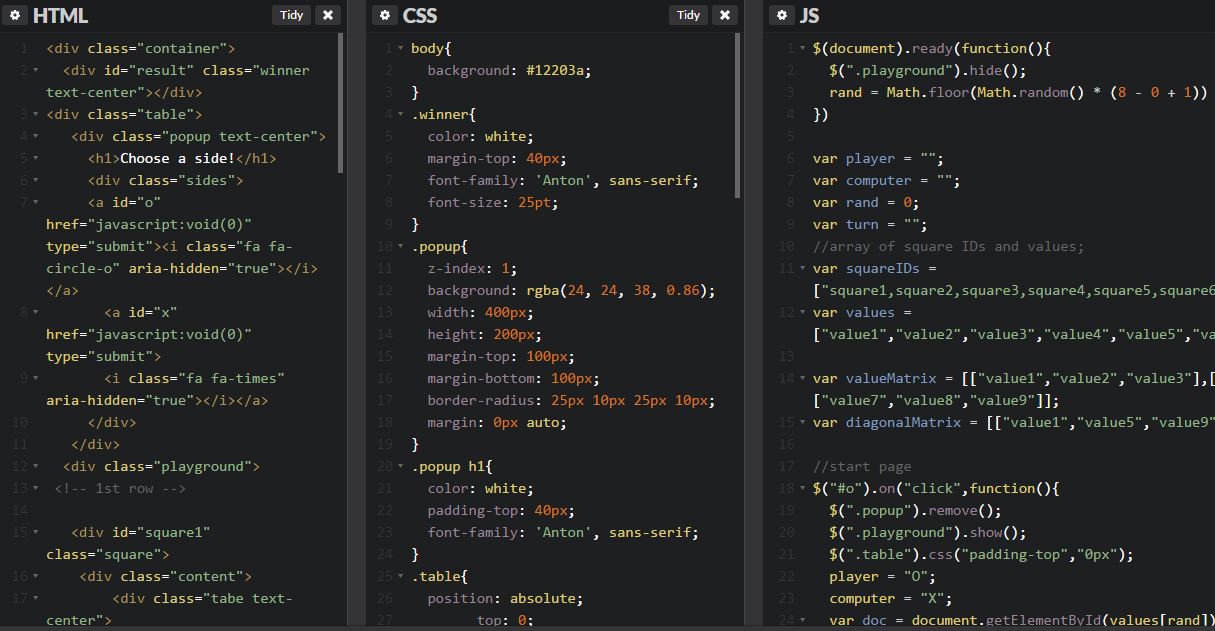 HTML
Tidy
1 <div class="container">
2 <div id="result" class="winner
text-center"></div>
3 <div class="table">
4 <div class="popup text-center">
5 <h1>Choose a side!</h1>
6 <div class="sides">
7 <a id="o"
href="javascript:void(0)"
type="submit"><i class="fa fa-
circle-o" aria-hidden="true"></i>
</a>
8 <a id="x"
href="javascript:void(0)"
type="submit">
9 <i class="fa fa-times"
aria-hidden="true"></i></a>
10 </div>
11 </div>
12 <div class="playground">
13 <!-- 1st row -->
14
15 <div id="square1"
class="square">
16 <div class="content">
17 <div class="tabe text-
center">
CSS
Tidy
1 body{
2 background: #12203a;
3 }
4 .winner{
5 color: white;
6 margin-top: 40px;
7 font-family: 'Anton', sans-serif;
8 font-size: 25pt;
9 }
10 .popup{
11 z-index: 1;
12 background: rgba(24, 24, 38, 0.86);
13 width: 400px;
14 height: 200px;
15 margin-top: 100px;
16 margin-bottom: 100px;
17 border-radius: 25px 10px 25px 10px;
18 margin: 0px auto;
19 }
20 .popup h1{
21 color: white;
22 padding-top: 40px;
23 font-family: 'Anton', sans-serif;
24 }
25 .table{
26 position: absolute;
27 top: 0;
JS
1 $(document).ready(function(){
2 $(".playground").hide();
3 rand = Math.floor(Math.random() * (8 - 0 + 1))
4 })
5
6 var player = "";
7 var computer = "";
8 var rand = 0;
9 var turn = "";
10 //array of square IDs and values;
11 var squareIDs =
["square1,square2,square3,square4,square5,square6
12 var values =
["value1","value2","value3","value4","value5","va
13
14 var valueMatrix = [["value1","value2","value3"],[
["value7","value8","value9"]];
15 var diagonalMatrix = [["value1","value5","value9"
16
17 //start page
18 $("#o").on("click",function(){
19 $(".popup").remove();
20 $(".playground").show();
21 $(".table").css("padding-top","0px");
22 player = "O";
23 computer = "X";
24 var doc = document.getElementById(values[rand])